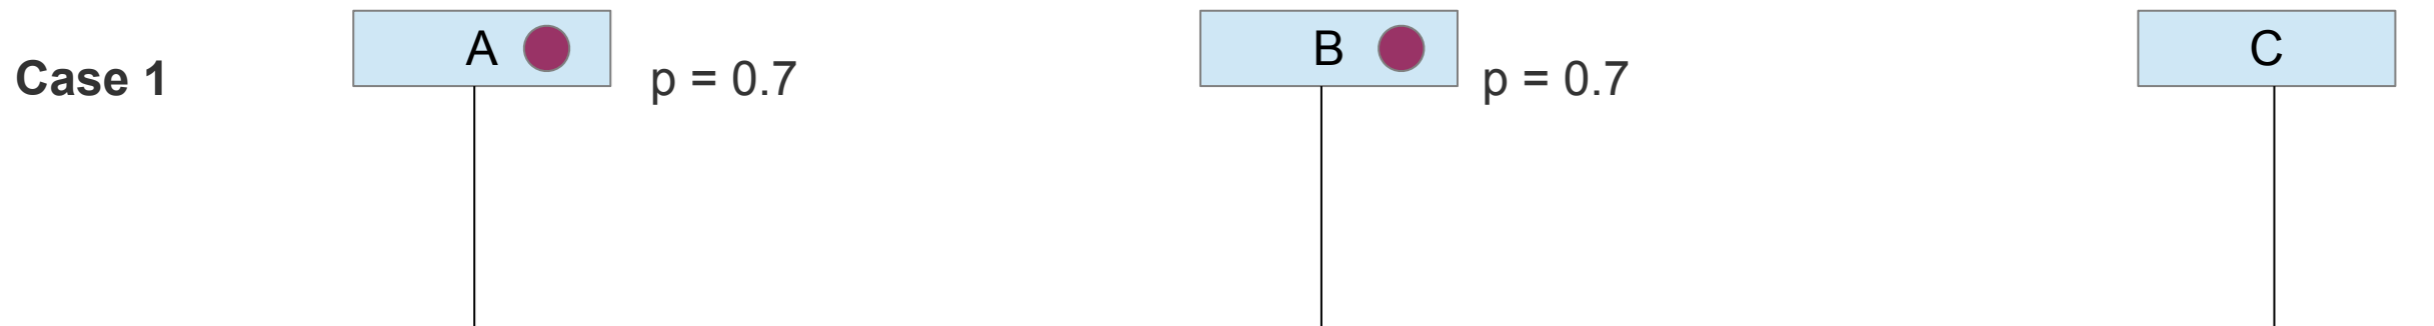 Case 1
A
p = 0.7
B
p = 0.7
C